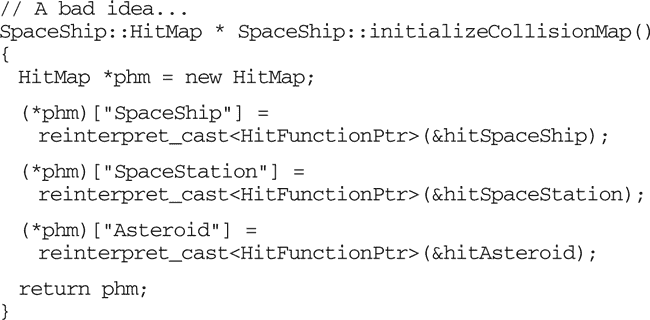 // A bad idea...
SpaceShip::HitMap * SpaceShip::initializeCollisionMap()
{
  HitMap *phm = new HitMap;
  (*phm)["SpaceShip"] =
    reinterpret_cast<HitFunctionPtr>(&hitSpaceShip);
  (*phm)["SpaceStation"] =
    reinterpret_cast<HitFunctionPtr>(&hitSpaceStation);
  (*phm)["Asteroid"] =
    reinterpret_cast<HitFunctionPtr>(&hitAsteroid);
  return phm;
}